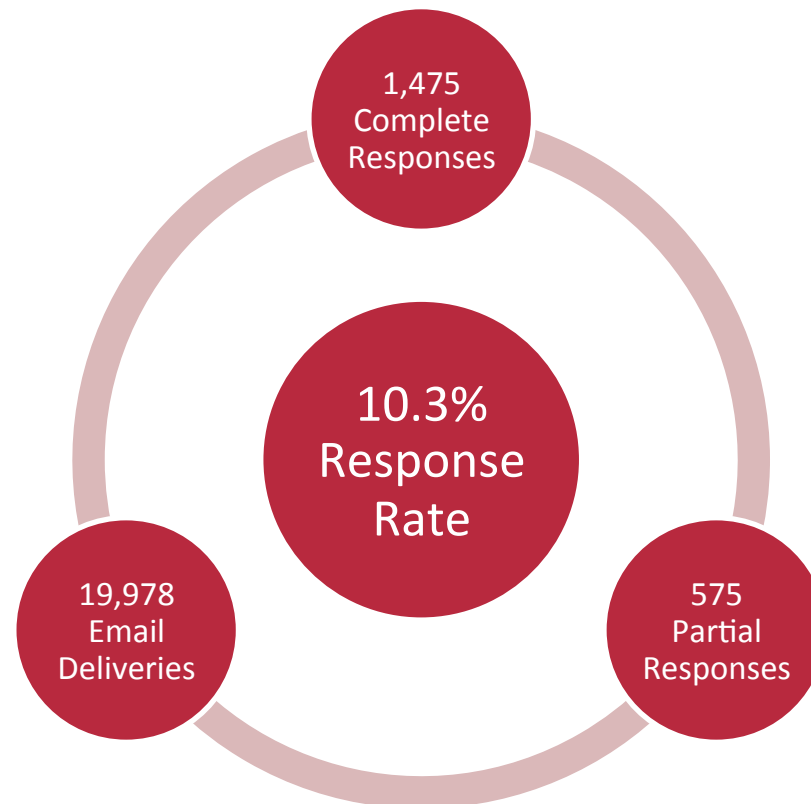 1,475
Complete
Responses
10.3%
Response
Rate
19,978
Email
Deliveries
575
Partial
Responses